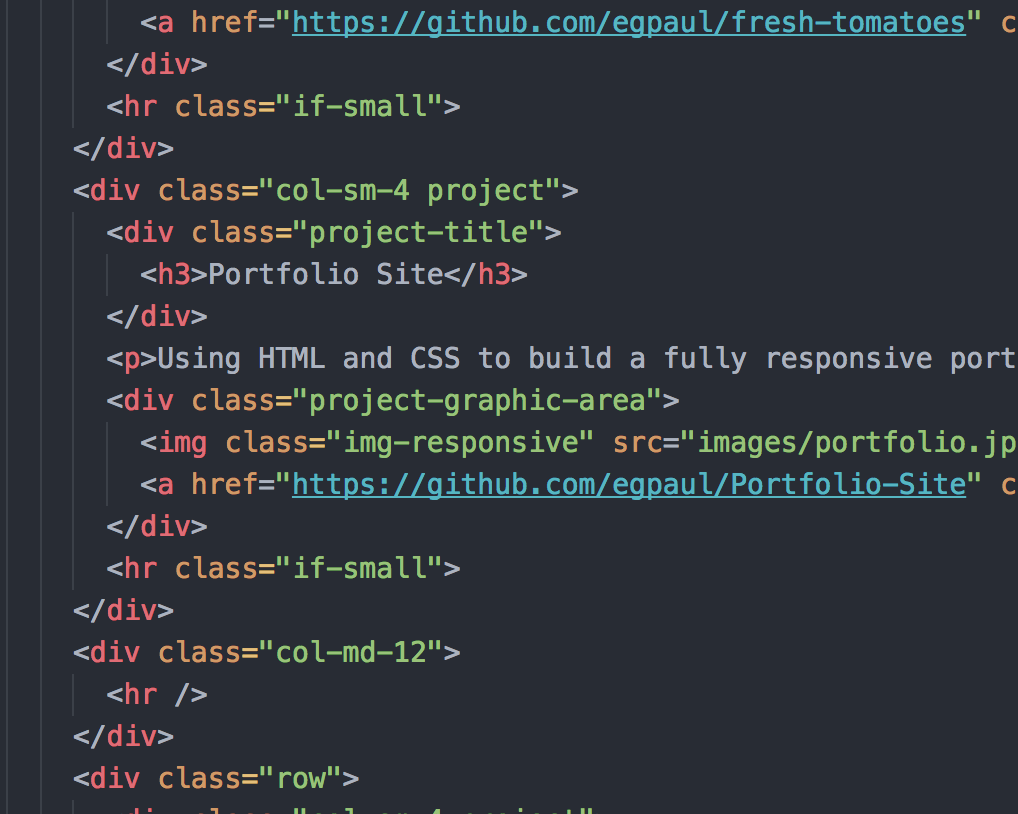 <a href="https://github.com/egpaul/fresh-tomatoes" c
</div>
<hr class="if-small">
</div>
<div class="col-sm-4 project">
<div class="project-title">
<h3>Portfolio Site</h3>
</div>
<p>Using HTML and CSS to build a fully responsive port
<div class="project-graphic-area">
<img class="img-responsive" src="images/portfolio.jp
<a href="https://github.com/egpaul/Portfolio-Site" c
</div>
<hr class="if-small">
</div>
<div class="col-md-12">
<hr />
</div>
<div class="row">